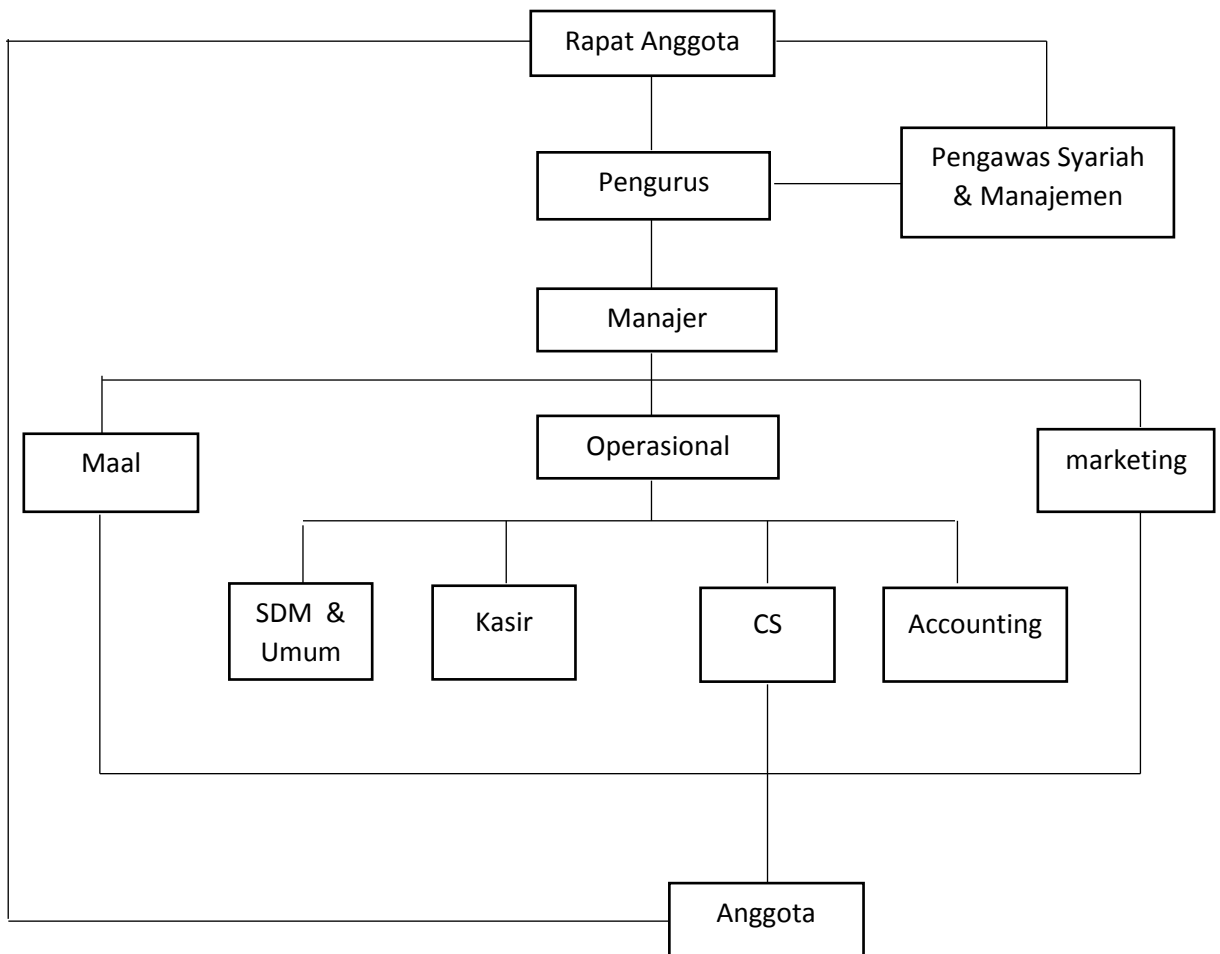 Rapat Anggota
Pengurus
Pengawas Syariah
& Manajemen
Manajer
Maal
Operasional
marketing
SDM &
Umum
Kasir
CS
Accounting
Anggota